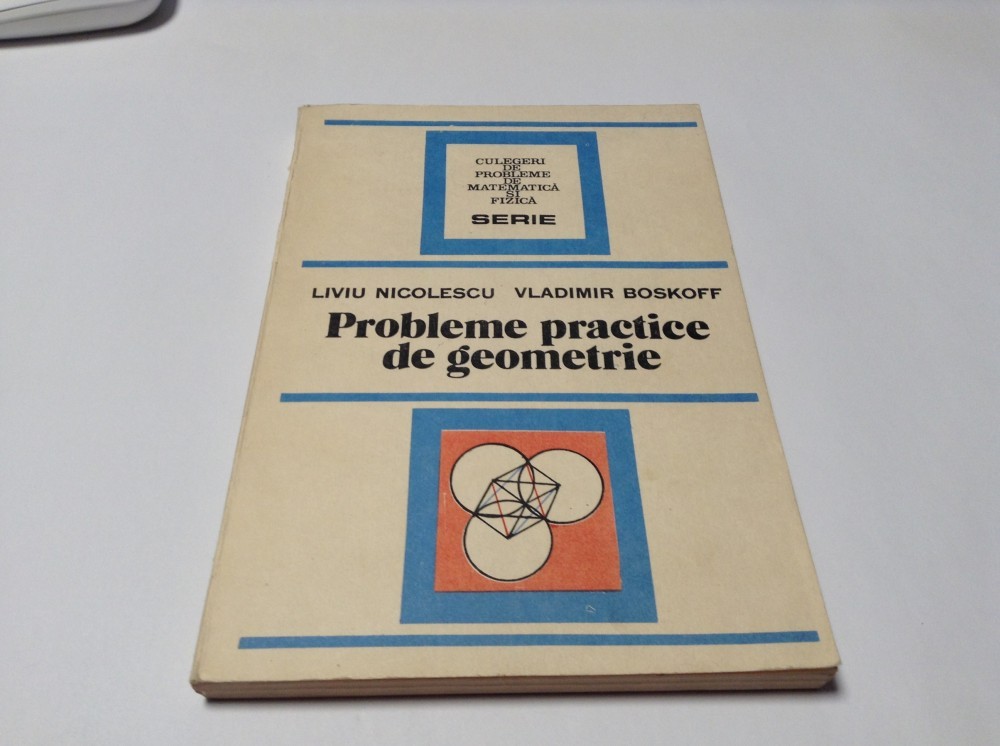 CULEGERI
DE
PROBLEME
DE
MATEMATICĂ
ȘI
FIZICĂ
SERIE
LIVIU NICOLESCU VLADIMIR BOSKOFF
Probleme practice
de geometrie